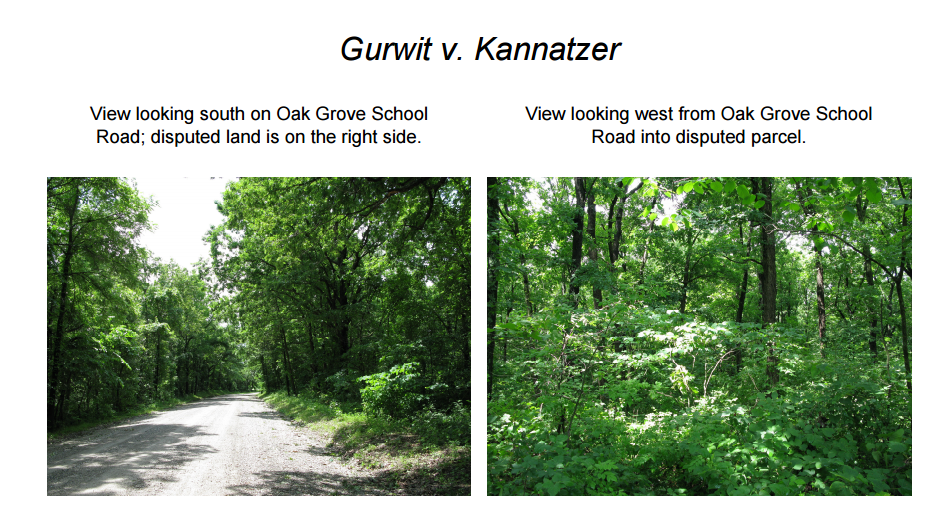 Gurwit v. Kannatzer
View looking south on Oak Grove School
Road; disputed land is on the right side.
View looking west from Oak Grove School
Road into disputed parcel.